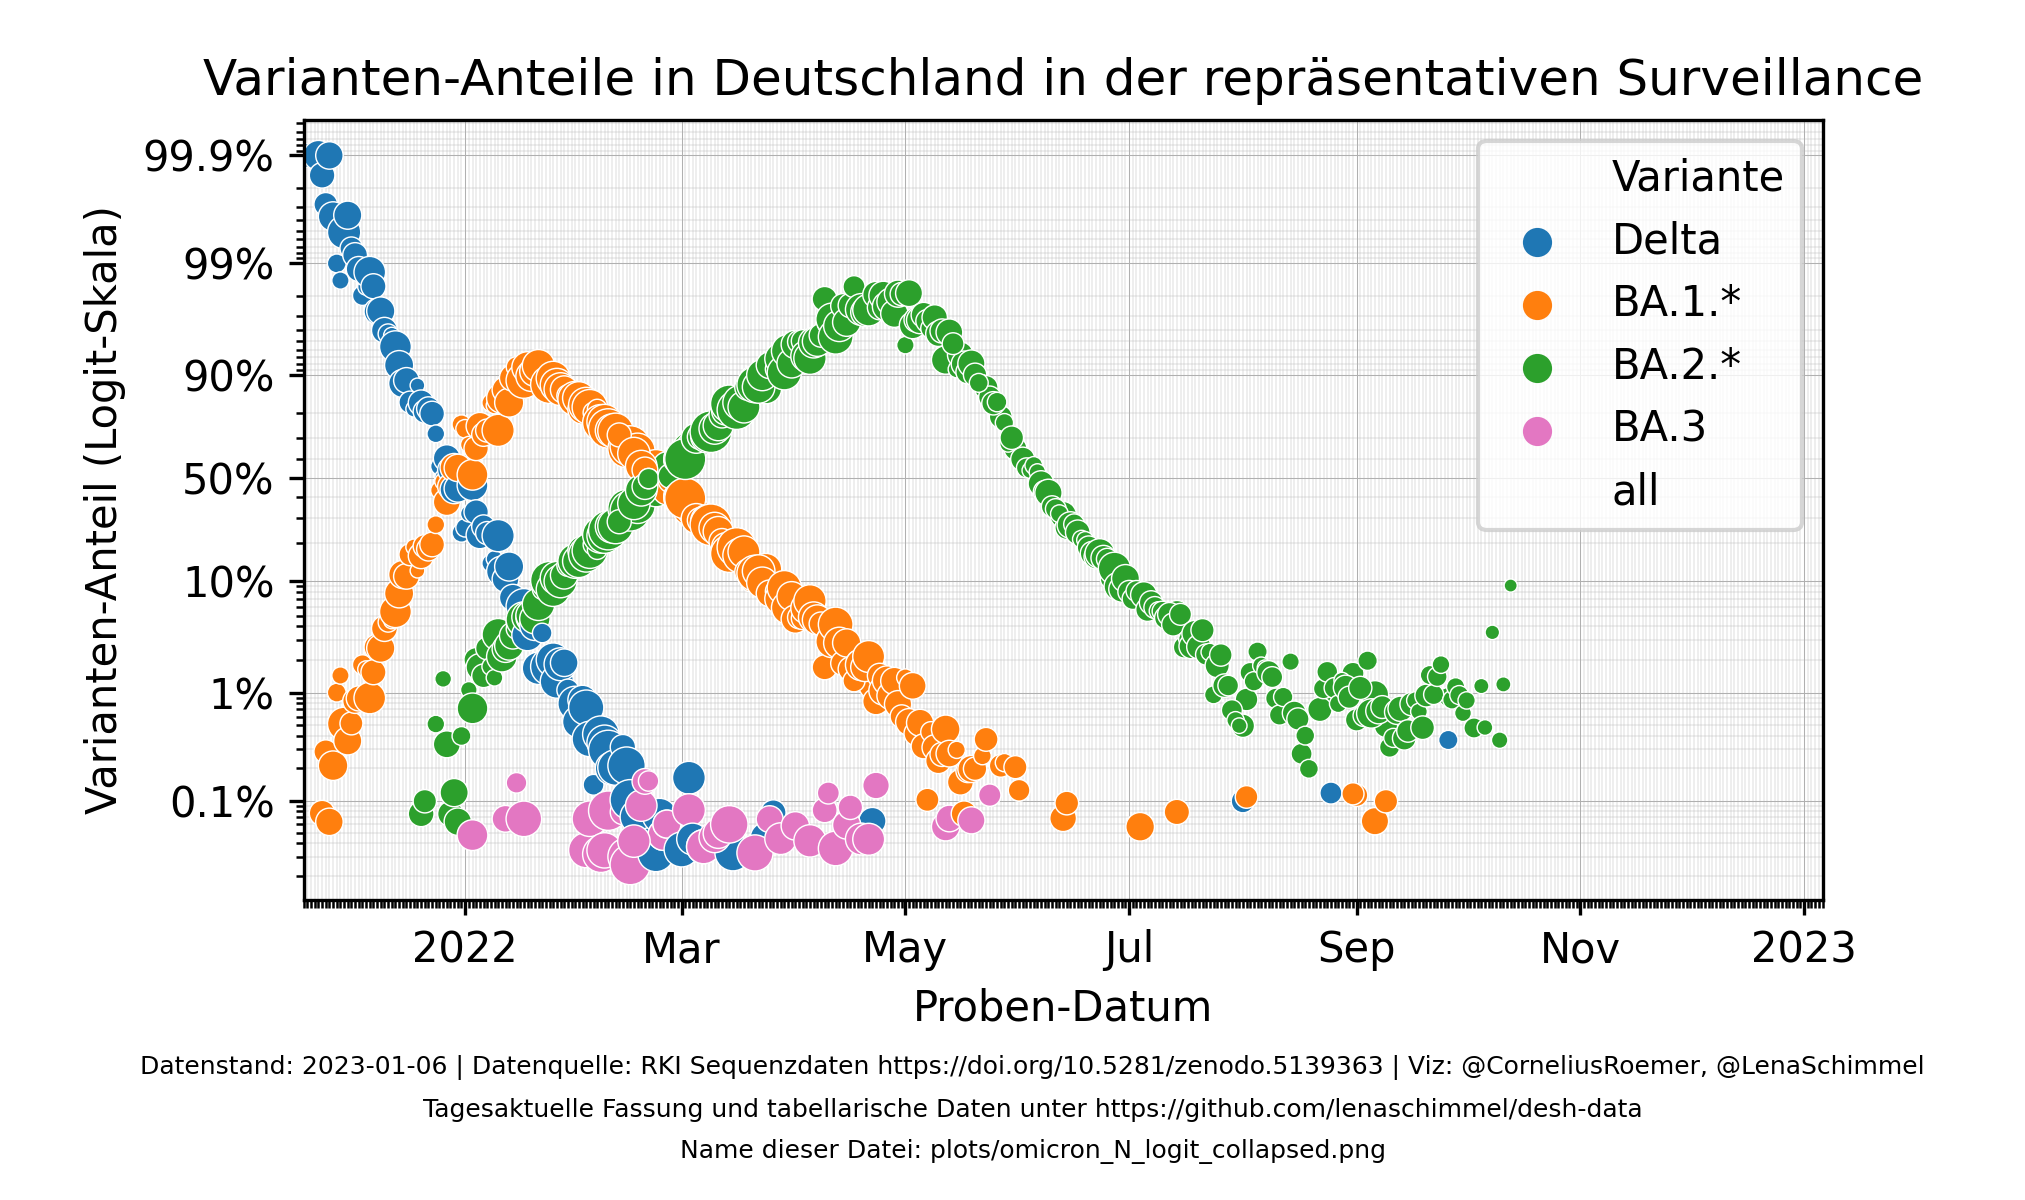 Varianten-Anteile in Deutschland in der repräsentativen Surveillance
Varianten-Anteil (Logit-Skala)
99.9%
99%
90%
50%
10%
1%
0.1%
Variante
Delta
BA.1.*
BA.2.*
BA.3
all
2022
Mar
May
Jul
Sep
Nov
2023
Proben-Datum
Datenstand: 2023-01-06 | Datenquelle: RKI Sequenzdaten https://doi.org/10.5281/zenodo.5139363 | Viz: @CorneliusRoemer, @LenaSchimmel
Tagesaktuelle Fassung und tabellarische Daten unter https://github.com/lenaschimmel/desh-data
Name dieser Datei: plots/omicron_N_logit_collapsed.png